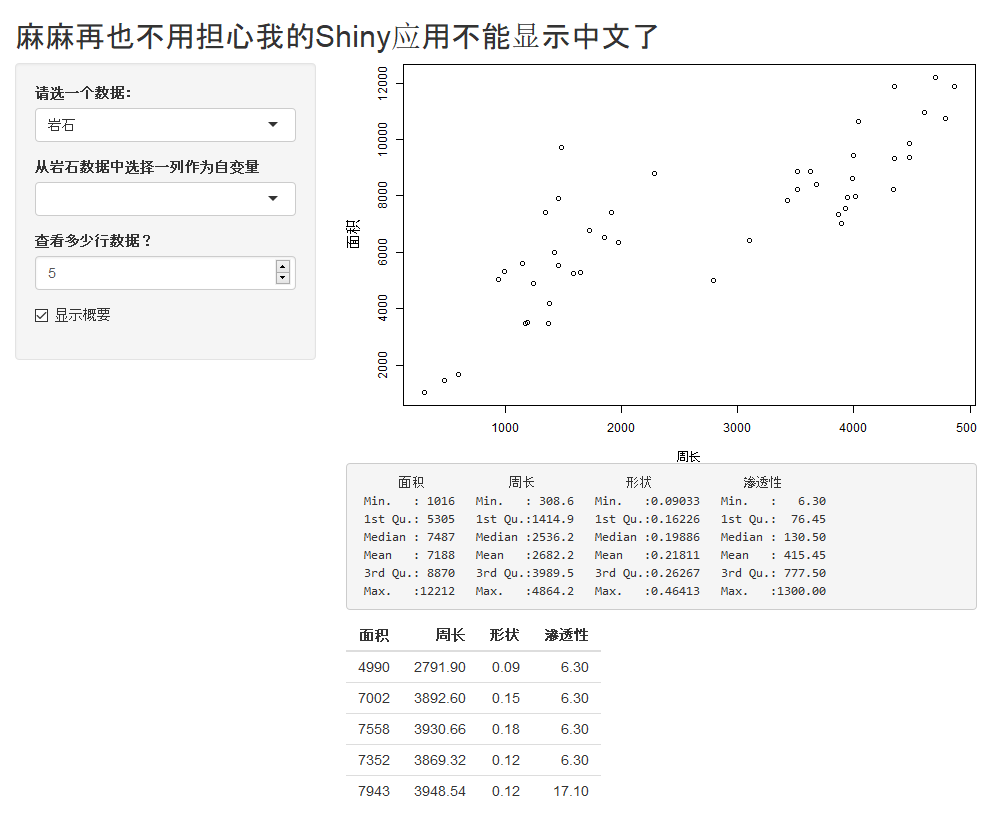 麻麻再也不用担心我的Shiny应用不能显示中文了
请选一个数据：
岩石
从岩石数据中选择一列作为自变量
查看多少行数据？
5
显示概要
12000
10000
8000
6000
4000
2000
面积
1000 2000 3000 4000 500
周长
面积 周长 形状 滲透性
Min. : 1016 Min. : 308.6 Min. :0.09033 Min. : 6.30
1st Qu.: 5305 1st Qu.:1414.9 1st Qu.:0.16226 1st Qu.: 76.45
Median : 7487 Median :2536.2 Median :0.19886 Median : 130.50
Mean : 7188 Mean :2682.2 Mean :0.21811 Mean : 415.45
3rd Qu.: 8870 3rd Qu.:3989.5 3rd Qu.:0.26267 3rd Qu.: 777.50
Max. :12212 Max. :4864.2 Max. :0.46413 Max. :1300.00
面积 周长 形状 滲透性
4990 2791.90 0.09 6.30
7002 3892.60 0.15 6.30
7558 3930.66 0.18 6.30
7352 3869.32 0.12 6.30
7943 3948.54 0.12 17.10